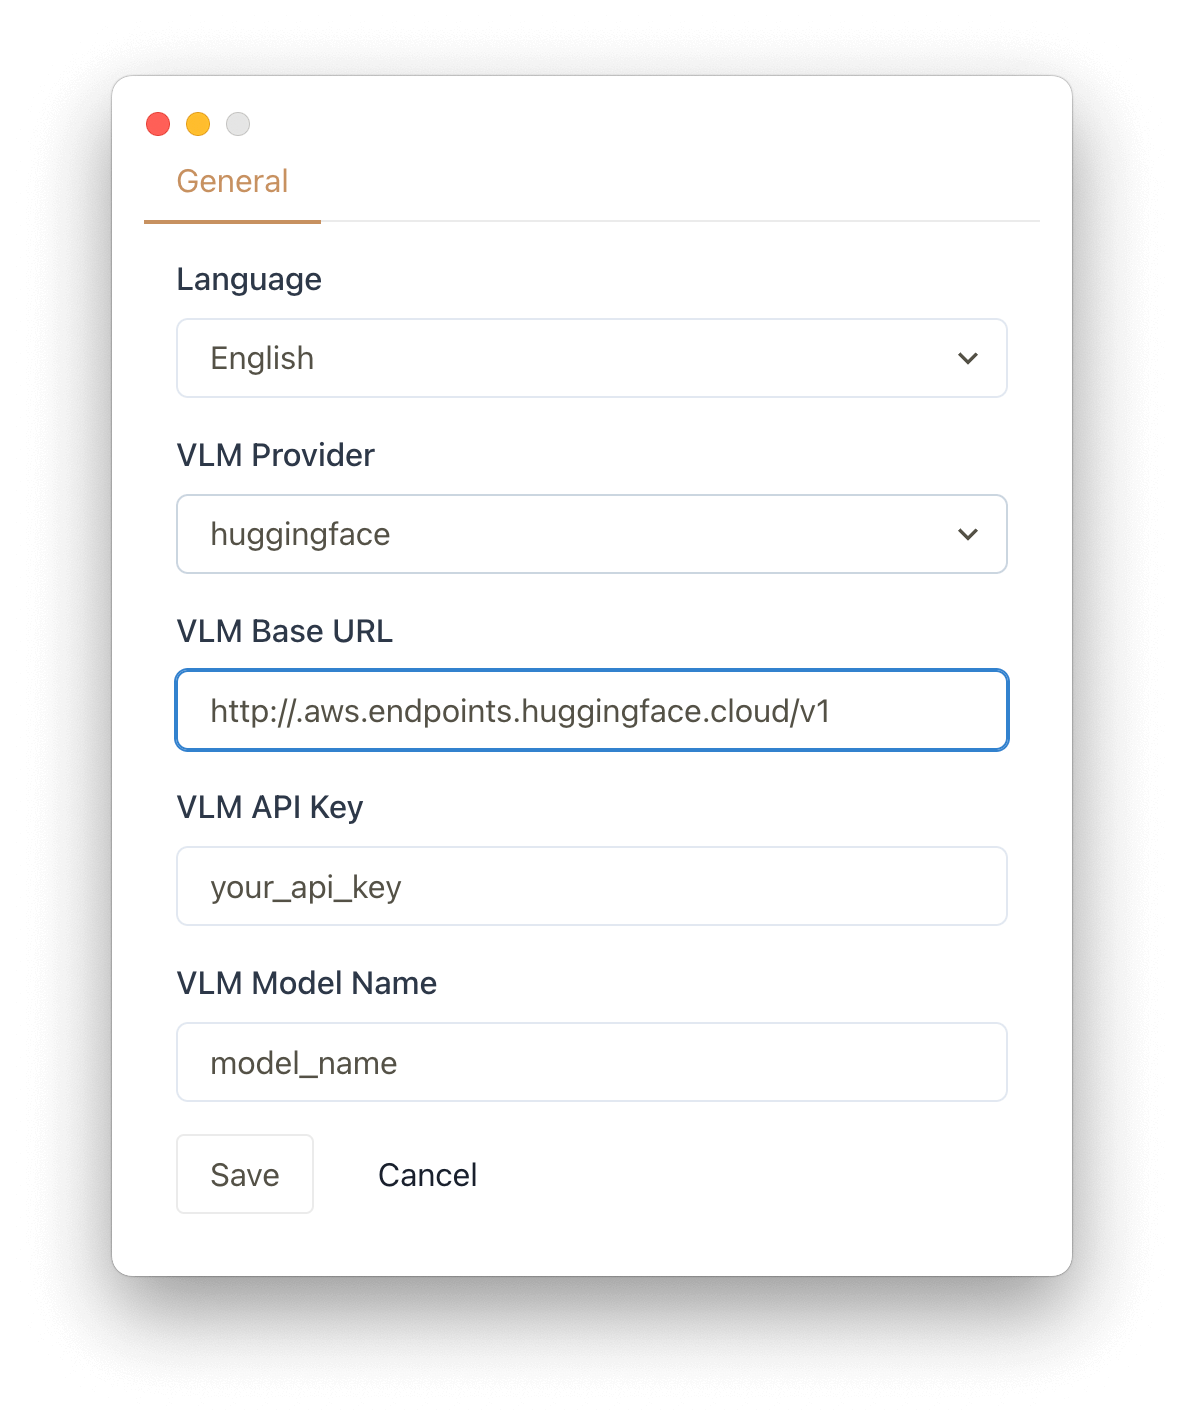 General
Language
English
VLM Provider
huggingface
VLM Base URL
http://.aws.endpoints.huggingface.cloud/v1
VLM API Key
your_api_key
VLM Model Name
model_name
Save Cancel